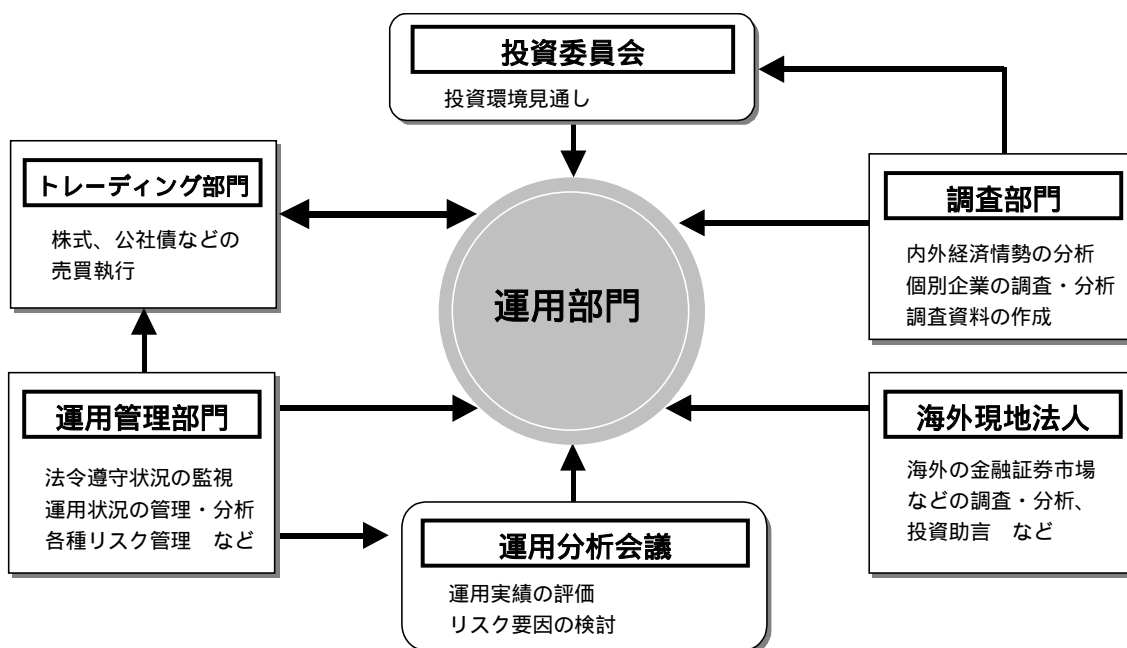 投資委員会
投資環境見通し
トレーディング部門
株式、公社債などの
売買執行
調査部門
内外経済情勢の分析
個別企業の調査・分析
調査資料の作成
運用部門
運用管理部門
法令遵守状況の監視
運用状況の管理・分析
各種リスク管理　など
海外現地法人
海外の金融証券市場
などの調査・分析、
投資助言　など
運用分析会議
運用実績の評価
リスク要因の検討